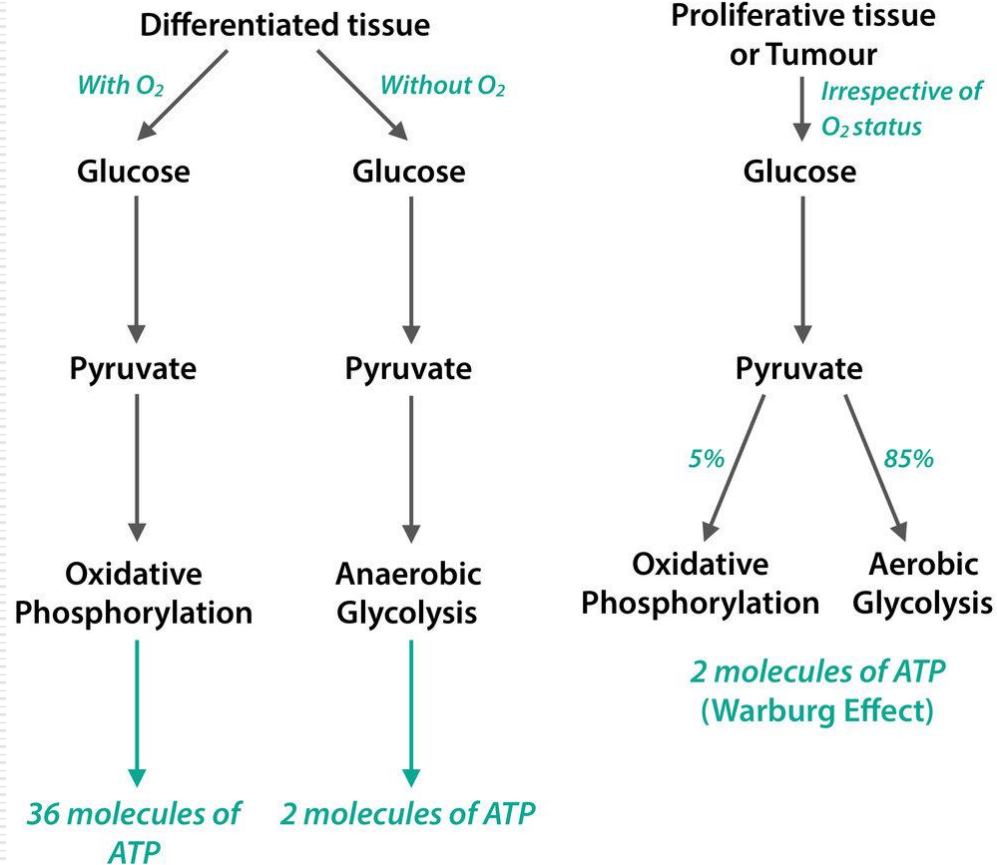 Differentiated tissue
With O₂
Without O₂
Glucose
Glucose
Pyruvate
Pyruvate
Oxidative
Phosphorylation
Anaerobic
Glycolysis
36 molecules of
ATP
2 molecules of ATP
Proliferative tissue
or Tumour
Irrespective of
O₂ status
Glucose
Pyruvate
5%
85%
Oxidative
Phosphorylation
Aerobic
Glycolysis
2 molecules of ATP
(Warburg Effect)